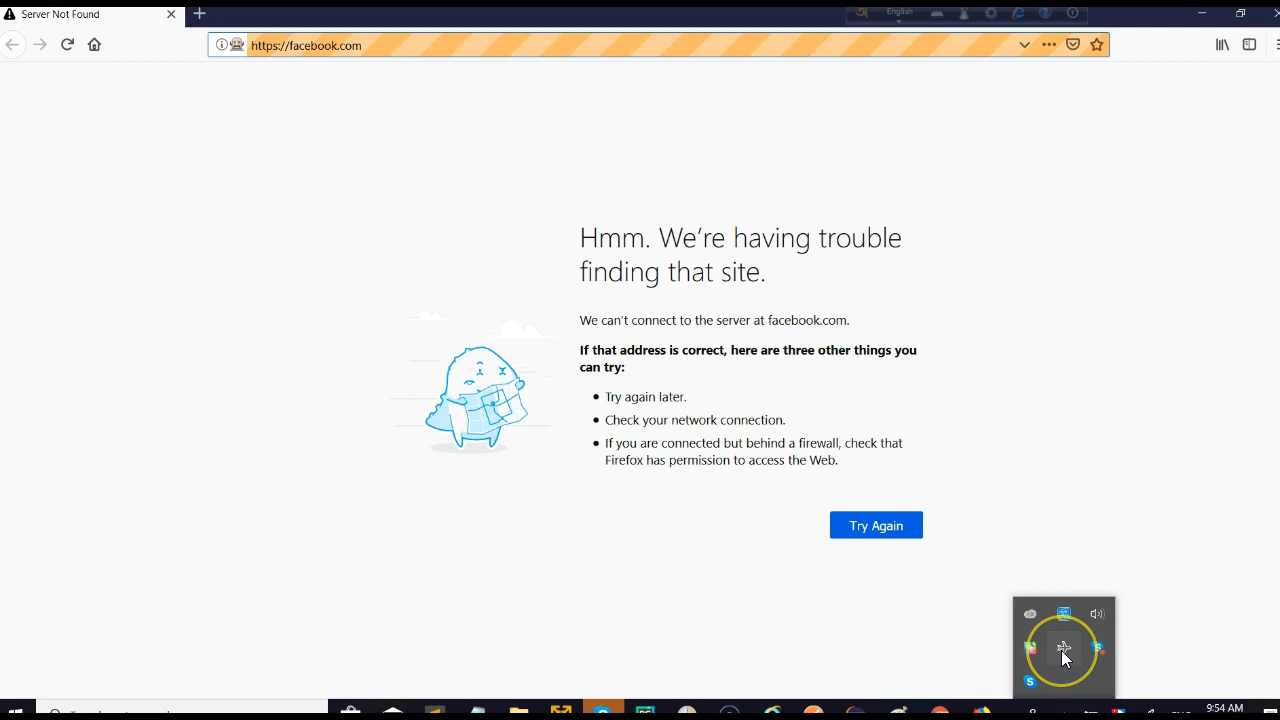 Server Not Found
English
https://facebook.com
Hmm. We're having trouble
finding that site.
We can't connect to the server at facebook.com.
If that address is correct, here are three other things you
can try:
Try again later.
Check your network connection.
If you are connected but behind a firewall, check that
Firefox has permission to access the Web.
Try Again
9:54 AM